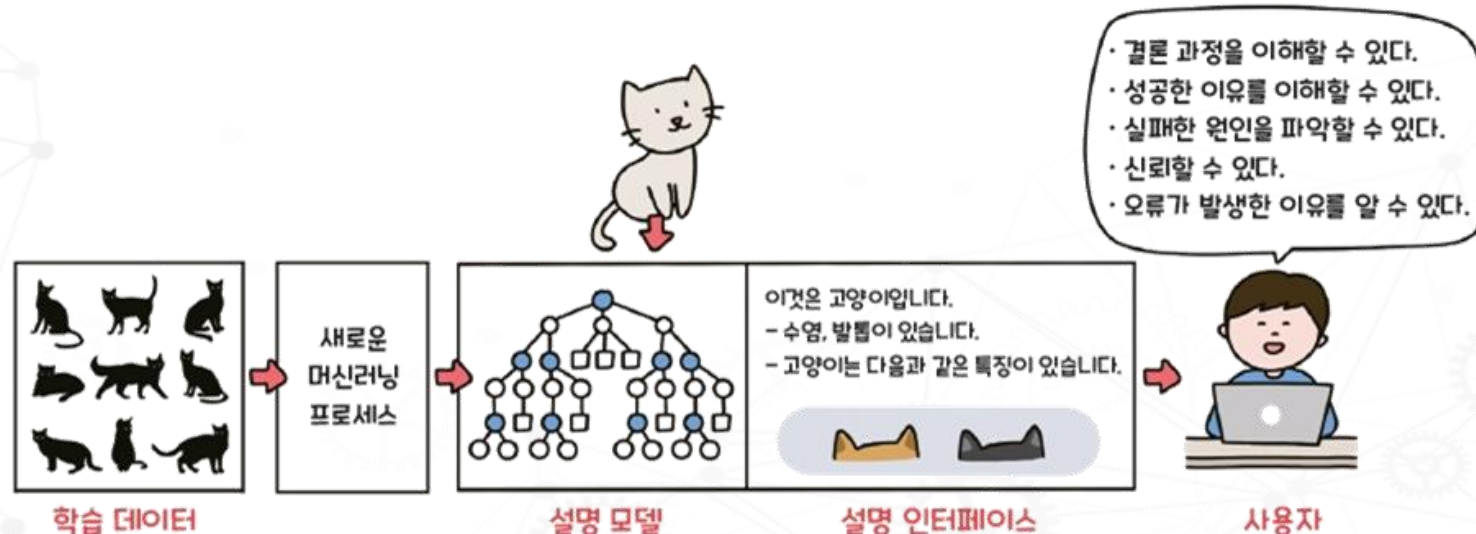 · 결론 과정을 이해할 수 있다.
· 성공한 이유를 이해할 수 있다.
· 실패한 원인을 파악할 수 있다.
· 신뢰할 수 있다.
· 오류가 발생한 이유를 알 수 있다.
새로운
머신러닝
프로세스
이것은 고양이입니다.
- 수염, 발톱이 있습니다.
- 고양이는 다음과 같은 특징이 있습니다.
학습 데이터
설명 모델
설명 인터페이스
사용자